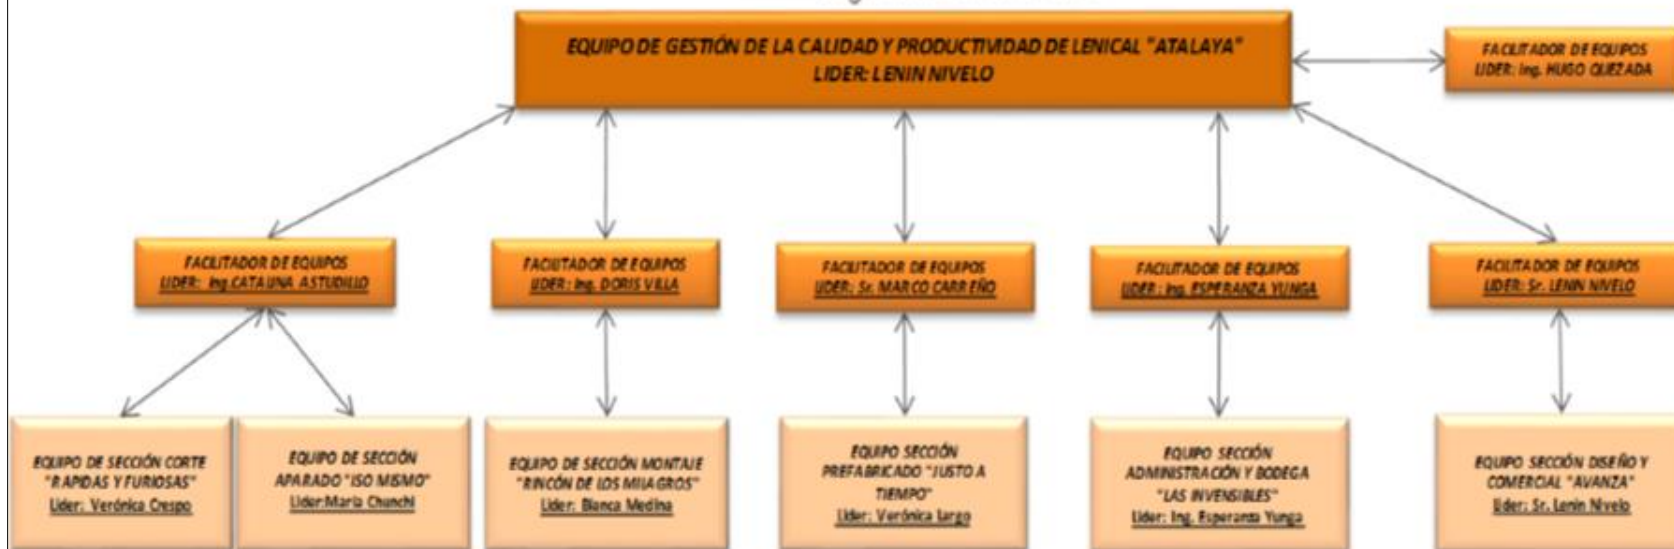 EQUIPO DE GESTIÓN DE LA CALIDAD Y PRODUCTIVIDAD DE LENICAL "ATALAYA"
LIDER: LENIN NIVELO
FACILITADOR DE EQUIPOS
LIDER: Ing. HUGO QUEZADA
FACILITADOR DE EQUIPOS
LIDER: Ing.CATALINA ASTUDILLO
FACILITADOR DE EQUIPOS
LIDER: Ing. DORIS VILLA
FACILITADOR DE EQUIPOS
LIDER: Sr. MARCO CARREÑO
FACILITADOR DE EQUIPOS
LIDER: Ing. ESPERANZA YUNGA
FACILITADOR DE EQUIPOS
LIDER: Sr. LENIN NIVELO
EQUIPO DE SECCIÓN CORTE
"RAPIDAS Y FURIOSAS"
Lider: Verónica Crespo
EQUIPO DE SECCIÓN
APARADO "ISO MISMO"
Lider:María Chunchi
EQUIPO DE SECCIÓN MONTAJE
"RINCÓN DE LOS MILAGROS"
Lider: Blanca Medina
EQUIPO SECCIÓN
PREFABRICADO "JUSTO A
TIEMPO"
Lider: Verónica Largo
EQUIPO SECCIÓN
ADMINISTRACIÓN Y BODEGA
"LAS INVENSIBLES"
Lider: Ing. Esperanza Yunga
EQUIPO SECCIÓN DISEÑO Y
COMERCIAL "AVANZA"
Lider: Sr. Lenin Nivelo